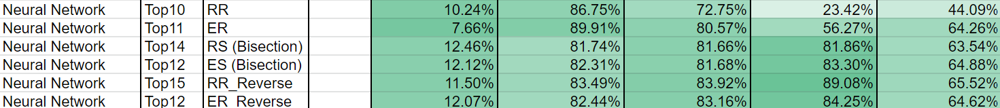 Neural Network Top10 RR 10.24% 86.75% 72.75% 23.42% 44.09%
Neural Network Top11 ER 7.66% 89.91% 80.57% 56.27% 64.26%
Neural Network Top14 RS (Bisection) 12.46% 81.74% 81.66% 81.86% 63.54%
Neural Network Top12 ES (Bisection) 12.12% 82.31% 81.68% 83.30% 64.88%
Neural Network Top15 RR_Reverse 11.50% 83.49% 83.92% 89.08% 65.52%
Neural Network Top12 ER_Reverse 12.07% 82.44% 83.16% 84.25% 64.62%